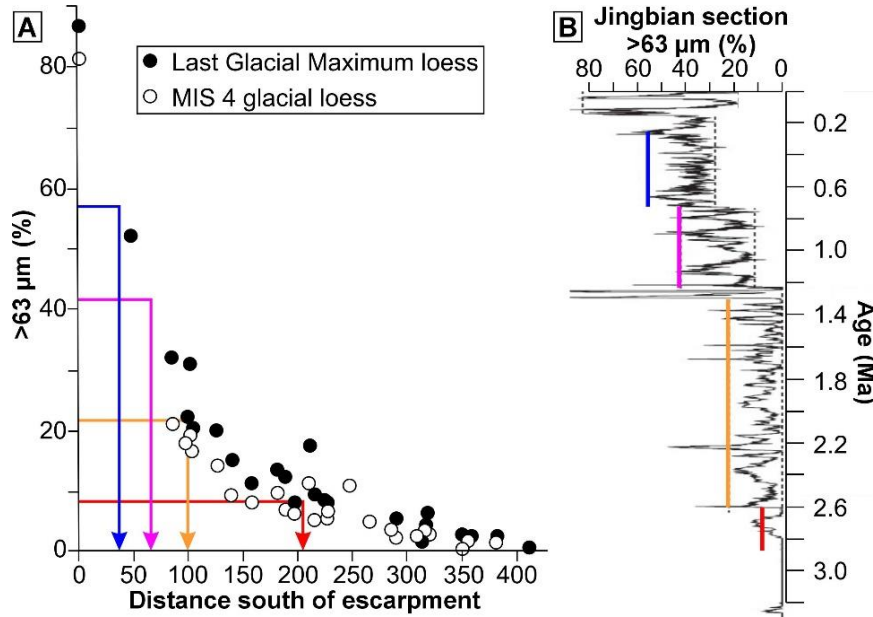 A
Last Glacial Maximum loess
MIS 4 glacial loess
>63 µm (%)
80
60
40
20
0
0
50
100
150
200
250
300
350
400
Distance south of escarpment
B
Jingbian section
>63 µm (%)
80 60 40 20 0
0.2
0.6
1.0
1.4
1.8
2.2
2.6
3.0
Age (Ma)